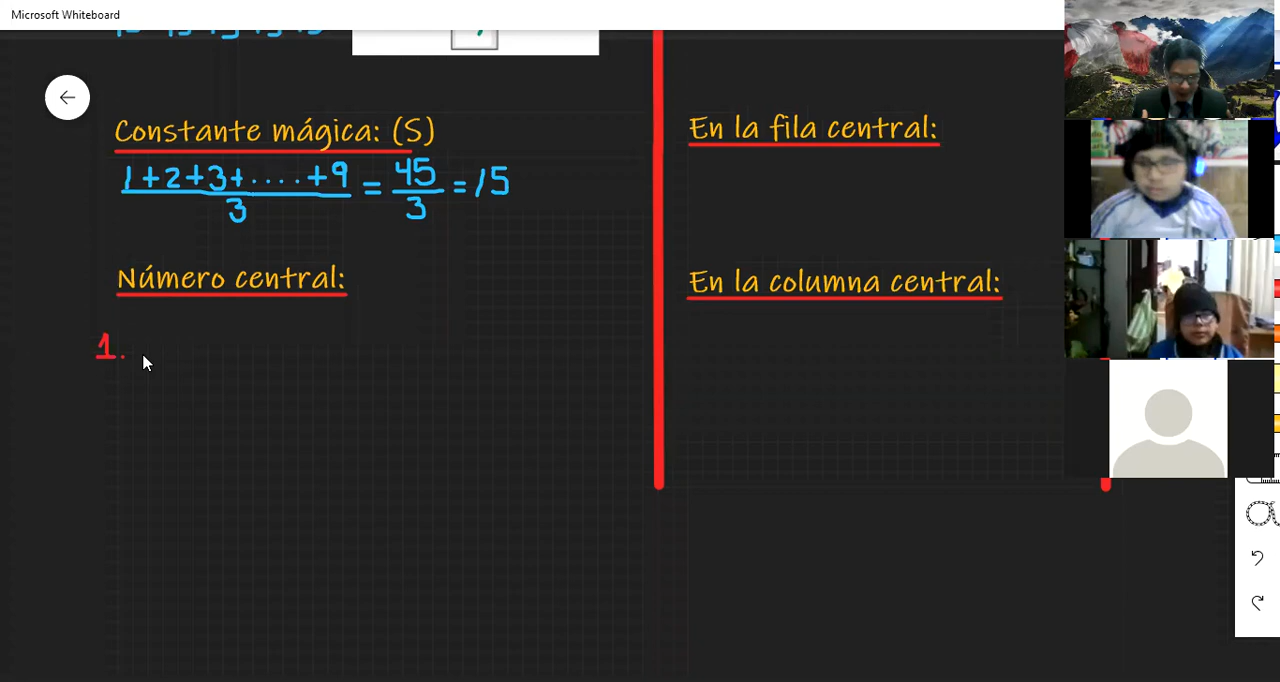 Microsoft Whiteboard
Constante mágica: (S)
1+2+3+.....+9 / 3 = 45 / 3 = 15
Número central:
1.
En la fila central:
En la columna central: